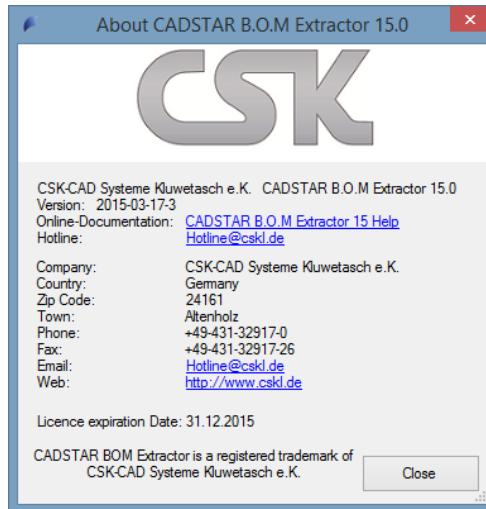 About CADSTAR B.O.M Extractor 15.0
CSK
CSK-CAD Systeme Kluwetasch e.K. CADSTAR B.O.M Extractor 15.0
Version: 2015-03-17-3
Online-Documentation: CADSTAR B.O.M Extractor 15 Help
Hotline: Hotline@cskl.de
Company: CSK-CAD Systeme Kluwetasch e.K.
Country: Germany
Zip Code: 24161
Town: Altenholz
Phone: +49-431-32917-0
Fax: +49-431-32917-26
Email: Hotline@cskl.de
Web: http://www.cskl.de
Licence expiration Date: 31.12.2015
CADSTAR BOM Extractor is a registered trademark of
CSK-CAD Systeme Kluwetasch e.K.
Close